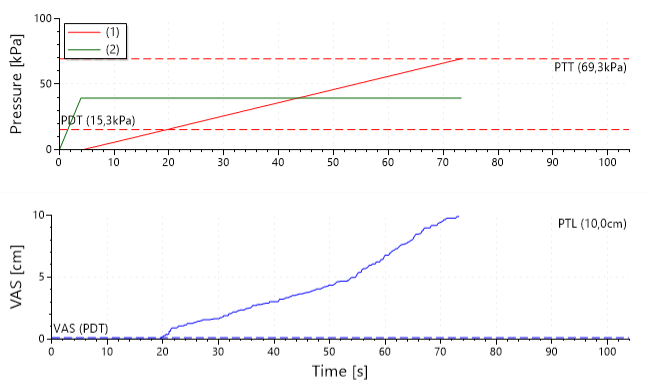 100
(1)
(2)
PTT (69,3kPa)
Pressure [kPa]
50
PDT (15,3kPa)
0
0 10 20 30 40 50 60 70 80 90 100
10
PTL (10,0cm)
VAS [cm]
5
VAS (PDT)
0
0 10 20 30 40 50 60 70 80 90 100
Time [s]